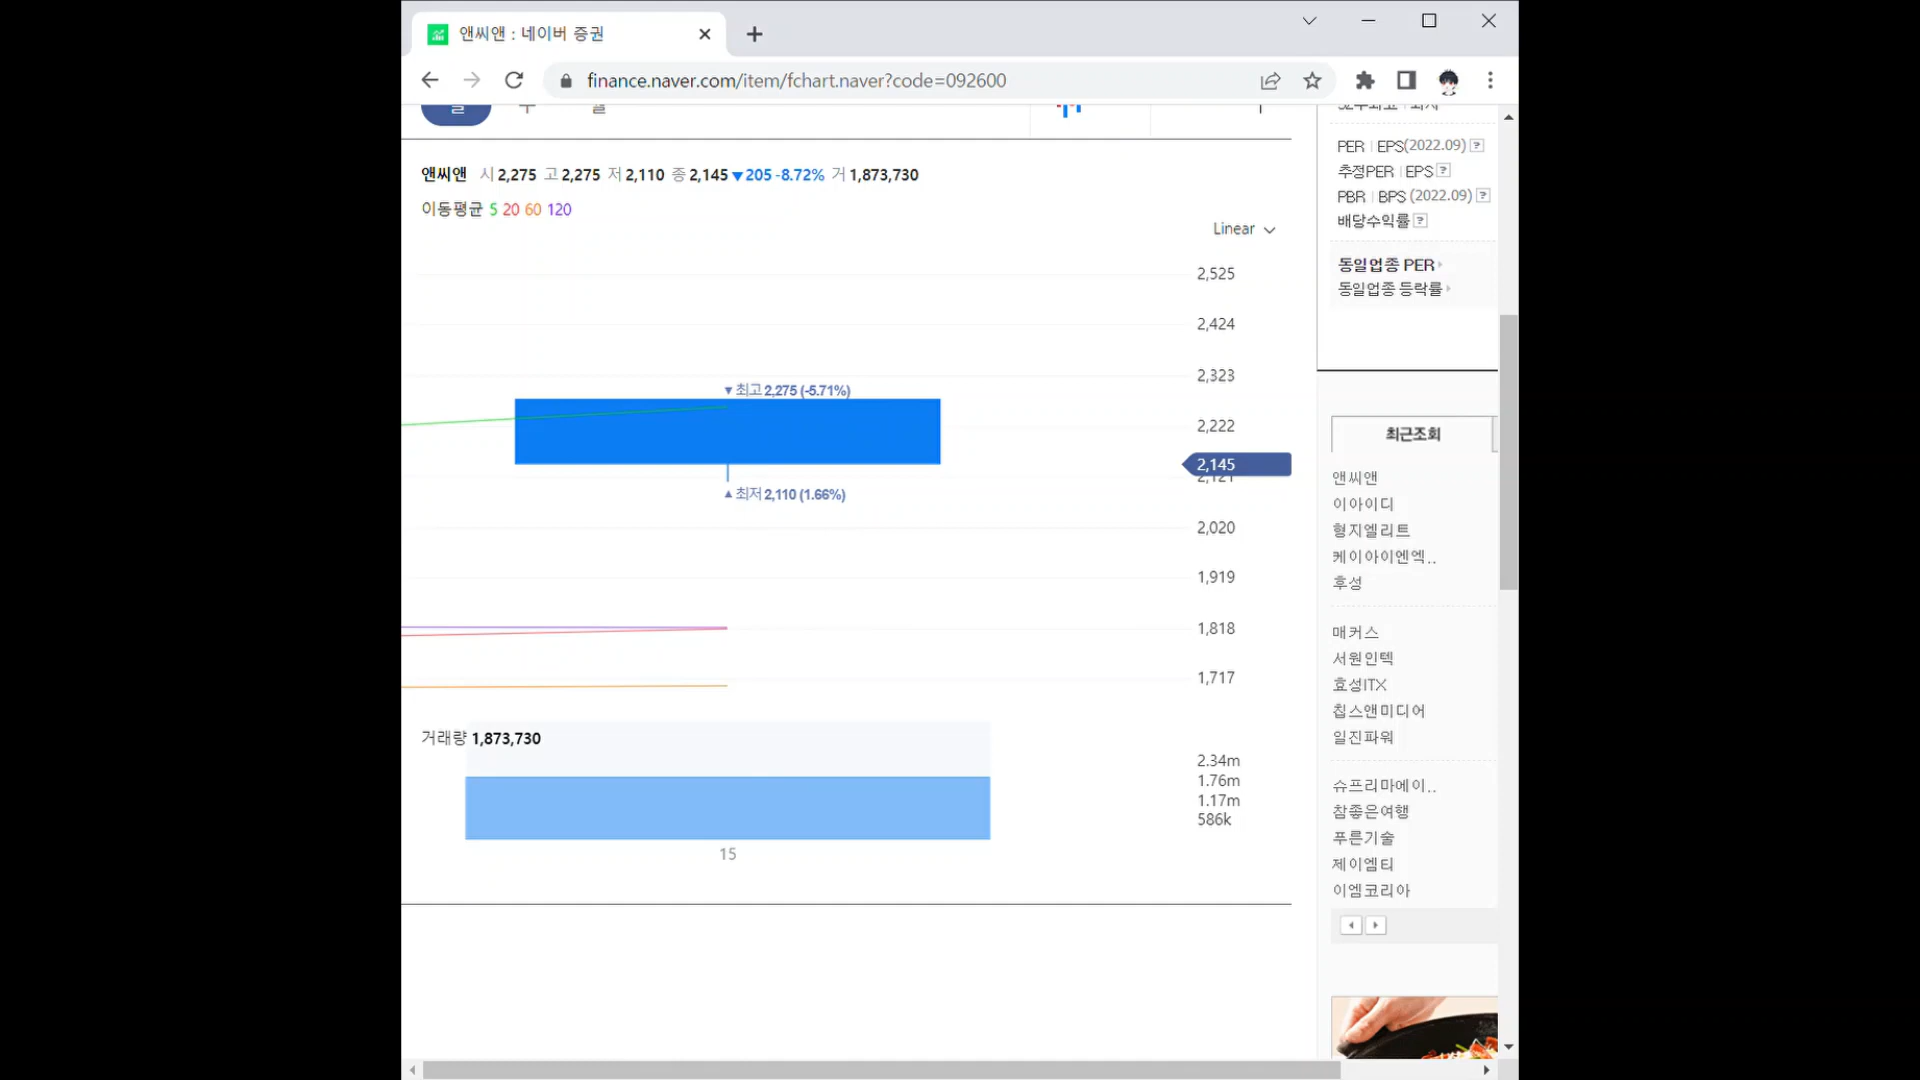 앤씨앤 : 네이버 증권
finance.naver.com/item/fchart.naver?code=092600
앤씨앤 시 2,275 고 2,275 저 2,110 종 2,145 ▼205 -8.72% 거 1,873,730
이동평균 5 20 60 120
Linear
2,525
2,424
2,323
2,222
2,145
2,121
2,020
1,919
1,818
1,717
▼최고 2,275 (-5.71%)
▲최저 2,110 (1.66%)
거래량 1,873,730
2.34m
1.76m
1.17m
586k
15
PER | EPS(2022.09) ?
추정PER | EPS ?
PBR | BPS (2022.09) ?
배당수익률 ?
동일업종 PER
동일업종 등락률
최근조회
앤씨앤
이아이디
형지엘리트
케이아이엔엑..
후성
매커스
서원인텍
효성ITX
칩스앤미디어
일진파워
슈프리마에이..
참좋은여행
푸른기술
제이엠티
이엠코리아